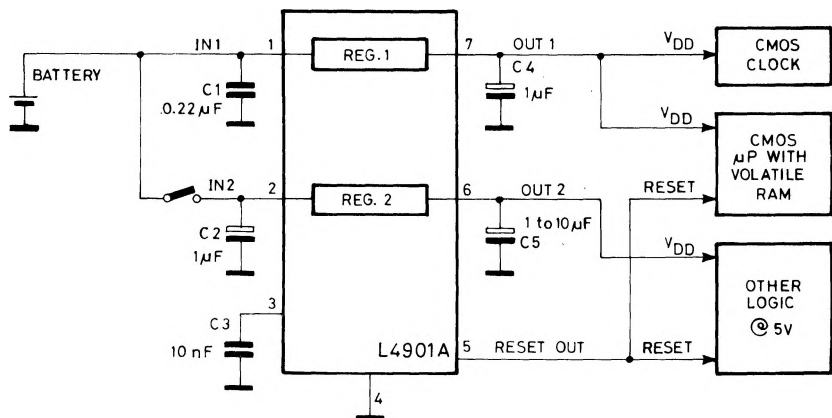 IN1
1
REG. 1
7
OUT 1
VDD
CMOS
CLOCK
BATTERY
C1
0.22µF
C4
1µF
VDD
CMOS
µP WITH
VOLATILE
RAM
IN2
2
REG. 2
6
OUT 2
RESET
C2
1µF
1 to 10µF
C5
VDD
3
C3
10 nF
OTHER
LOGIC
@ 5V
L4901A
5
RESET OUT
RESET
4